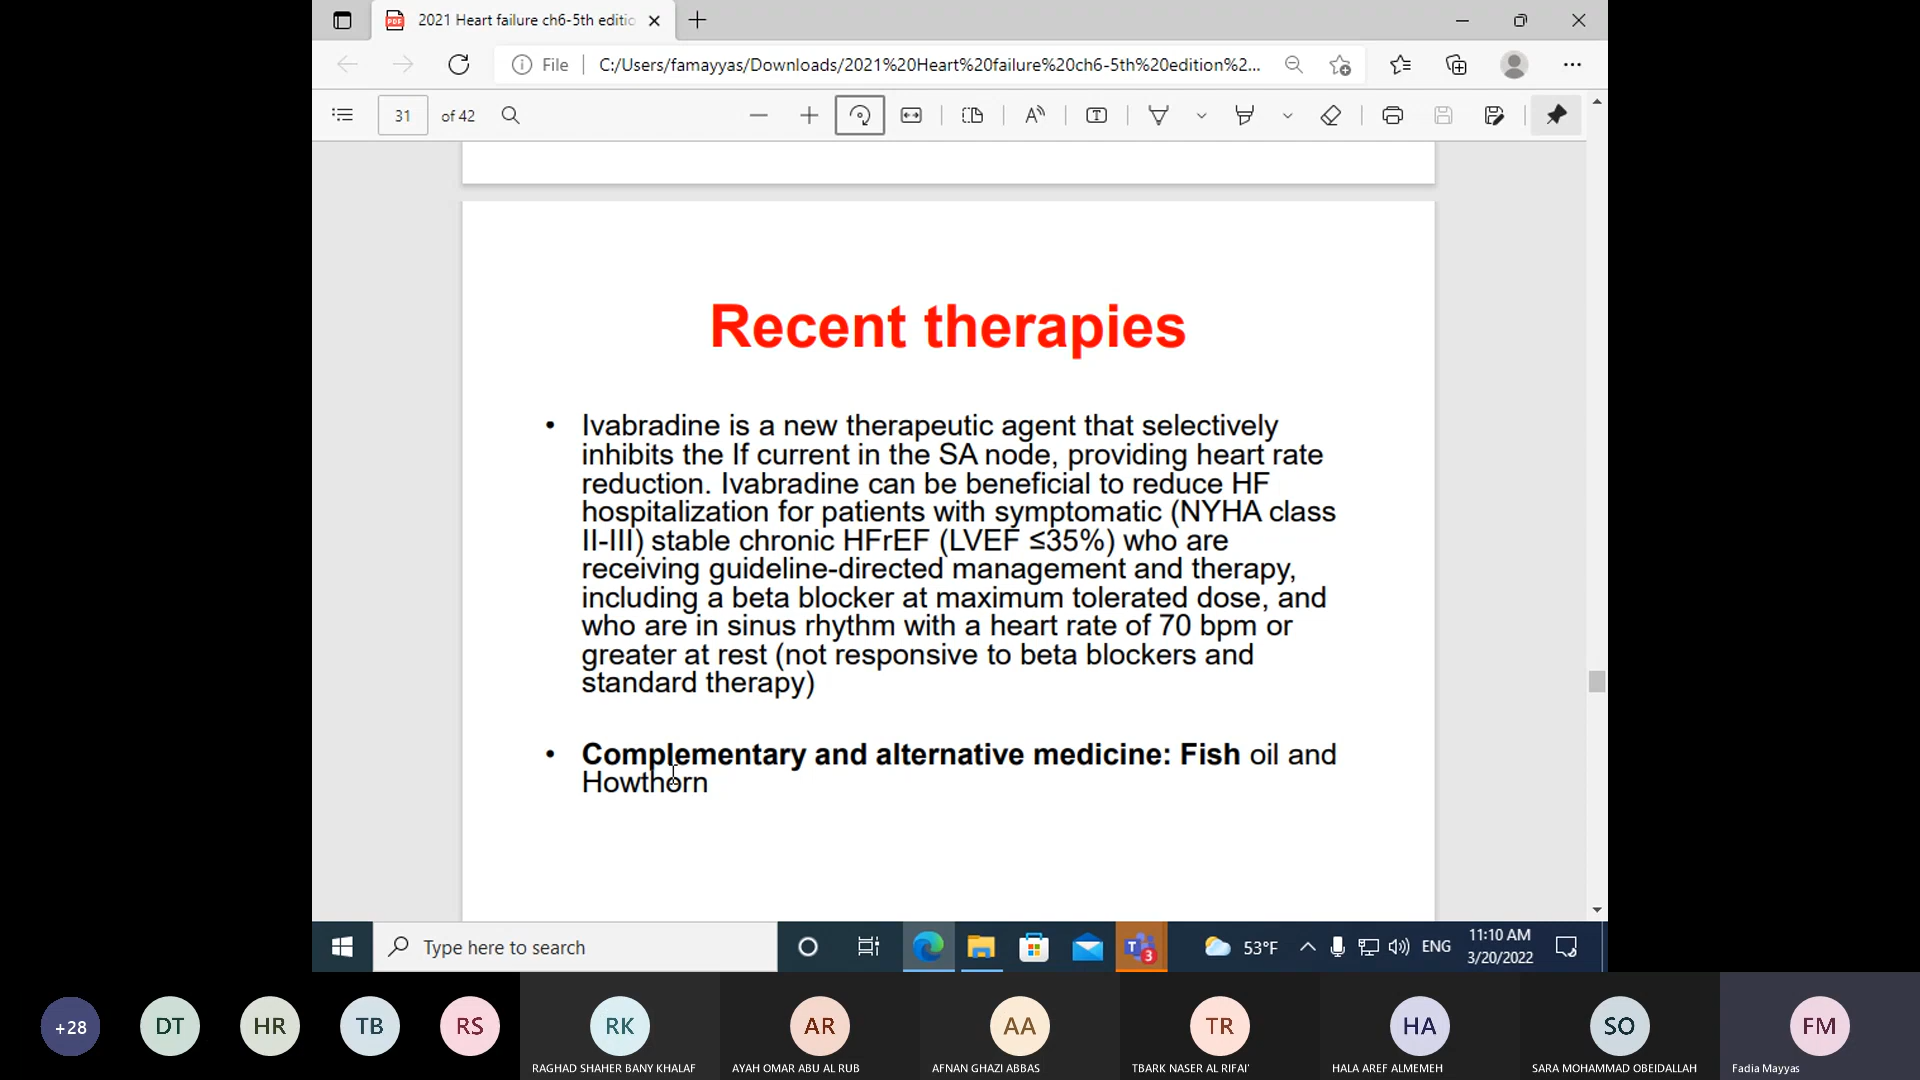 2021 Heart failure ch6-5th editio
File
C:/Users/famayyas/Downloads/2021%20Heart%20failure%20ch6-5th%20edition%2...
31 of 42
Recent therapies
• Ivabradine is a new therapeutic agent that selectively
inhibits the If current in the SA node, providing heart rate
reduction. Ivabradine can be beneficial to reduce HF
hospitalization for patients with symptomatic (NYHA class
II-III) stable chronic HFrEF (LVEF ≤35%) who are
receiving guideline-directed management and therapy,
including a beta blocker at maximum tolerated dose, and
who are in sinus rhythm with a heart rate of 70 bpm or
greater at rest (not responsive to beta blockers and
standard therapy)
• Complementary and alternative medicine: Fish oil and
Howthorn
Type here to search
3
53°F
ENG
11:10 AM
3/20/2022
+28
DT
HR
TB
RS
RK
AR
AA
TR
HA
SO
FM
RAGHAD SHAHER BANY KHALAF
AYAH OMAR ABU AL RUB
AFNAN GHAZI ABBAS
TBARK NASER AL RIFAI'
HALA AREF ALMEMEH
SARA MOHAMMAD OBEIDALLAH
Fadia Mayyas